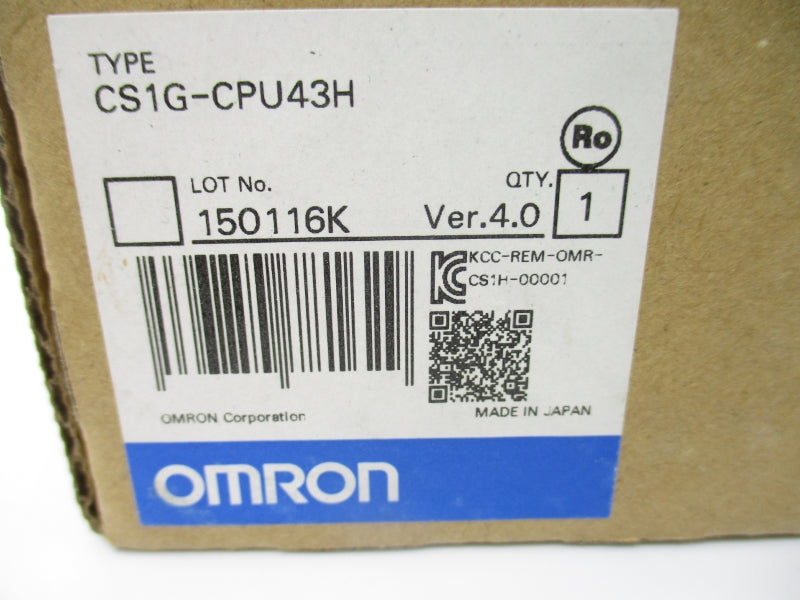 TYPE
CS1G-CPU43H
Ro
LOT No.
QTY.
150116K
Ver.4.0
1
KCC-REM-OMR-
CS1H-00001
OMRON Corporation
MADE IN JAPAN
OMRON